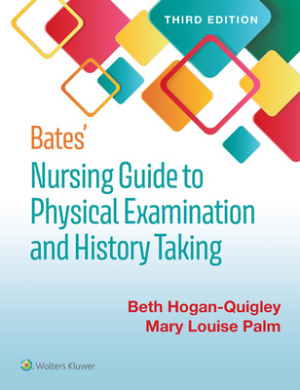 THIRD EDITION
Bates'
Nursing Guide to
Physical Examination
and History Taking
Beth Hogan-Quigley
Mary Louise Palm
Wolters Kluwer